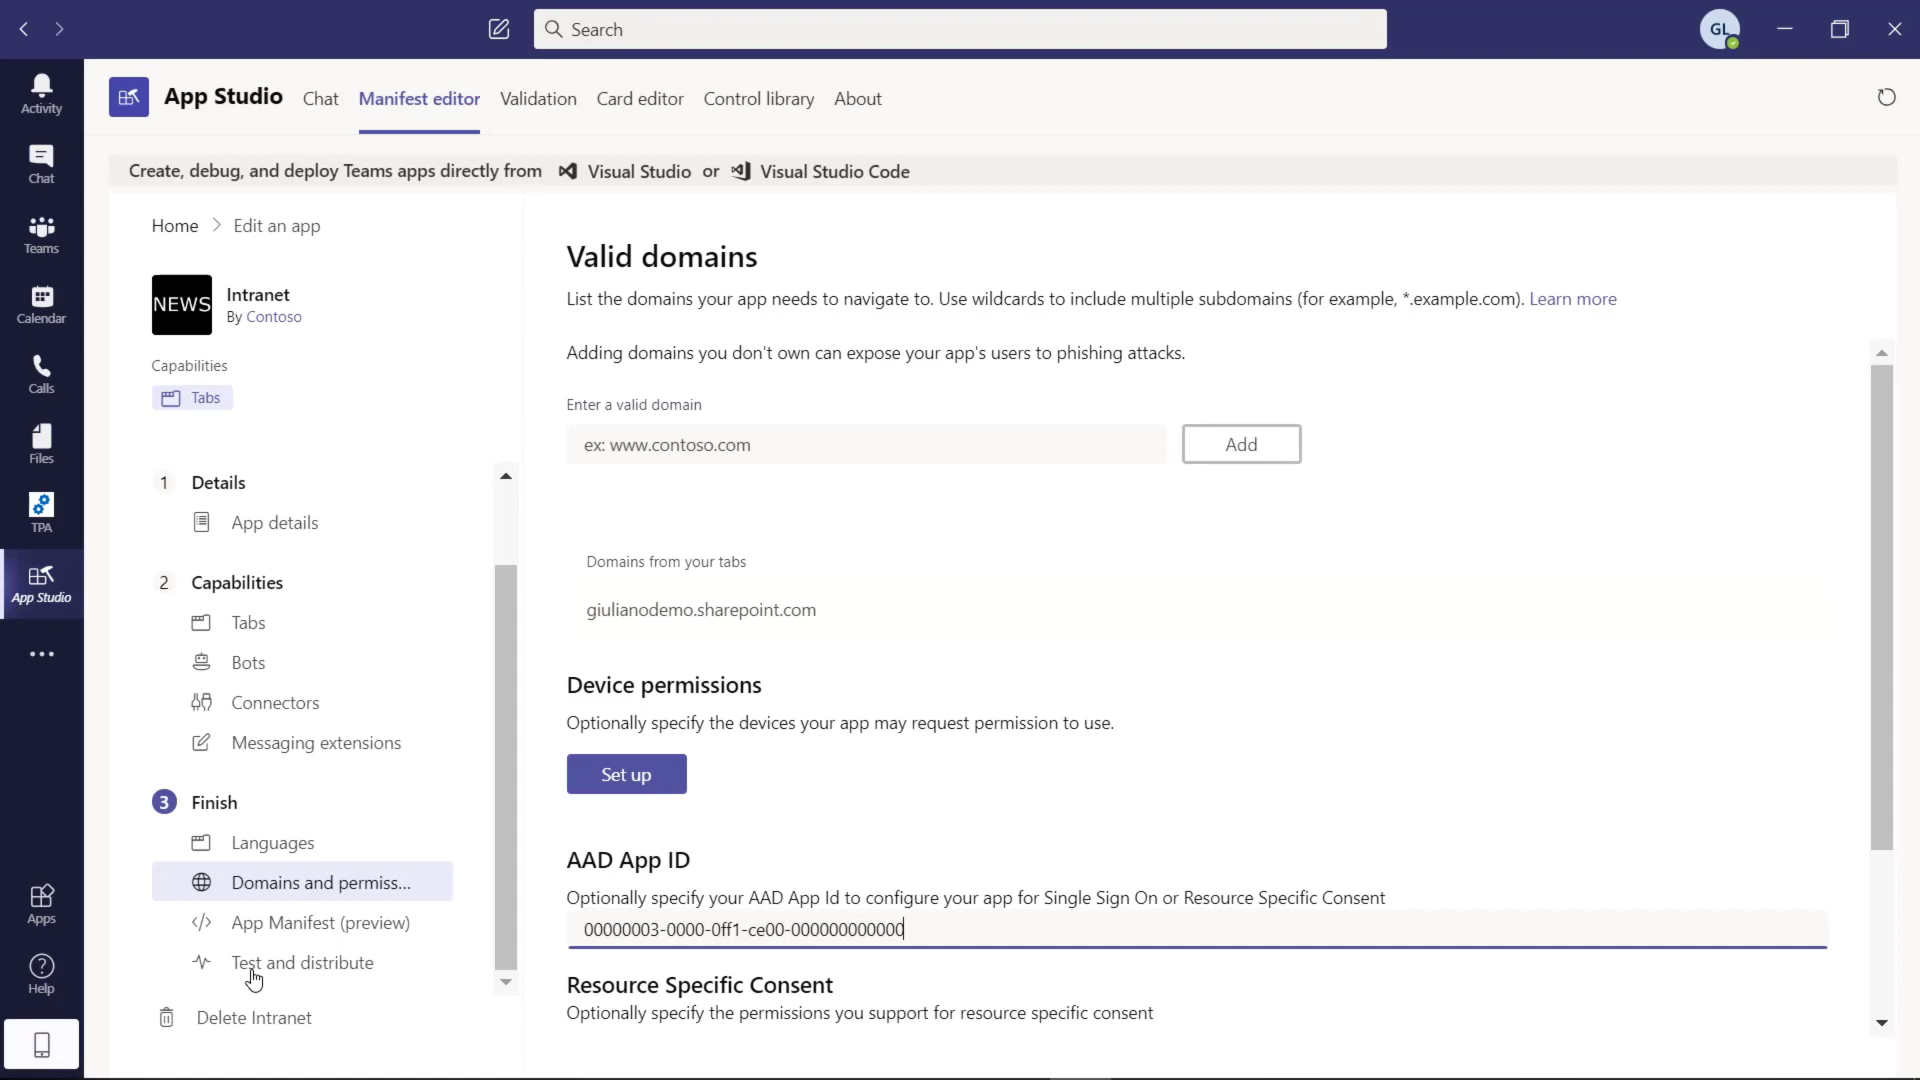 Search
GL
Activity
Chat
Teams
Calendar
Calls
Files
TPA
App Studio
Apps
Help
App Studio
Chat
Manifest editor
Validation
Card editor
Control library
About
Create, debug, and deploy Teams apps directly from Visual Studio or Visual Studio Code
Home > Edit an app
NEWS
Intranet
By Contoso
Capabilities
Tabs
1 Details
App details
2 Capabilities
Tabs
Bots
Connectors
Messaging extensions
3 Finish
Languages
Domains and permiss...
App Manifest (preview)
Test and distribute
Delete Intranet
Valid domains
List the domains your app needs to navigate to. Use wildcards to include multiple subdomains (for example, *.example.com). Learn more
Adding domains you don't own can expose your app's users to phishing attacks.
Enter a valid domain
ex: www.contoso.com
Add
Domains from your tabs
giulianodemo.sharepoint.com
Device permissions
Optionally specify the devices your app may request permission to use.
Set up
AAD App ID
Optionally specify your AAD App Id to configure your app for Single Sign On or Resource Specific Consent
00000003-0000-0ff1-ce00-000000000000
Resource Specific Consent
Optionally specify the permissions you support for resource specific consent